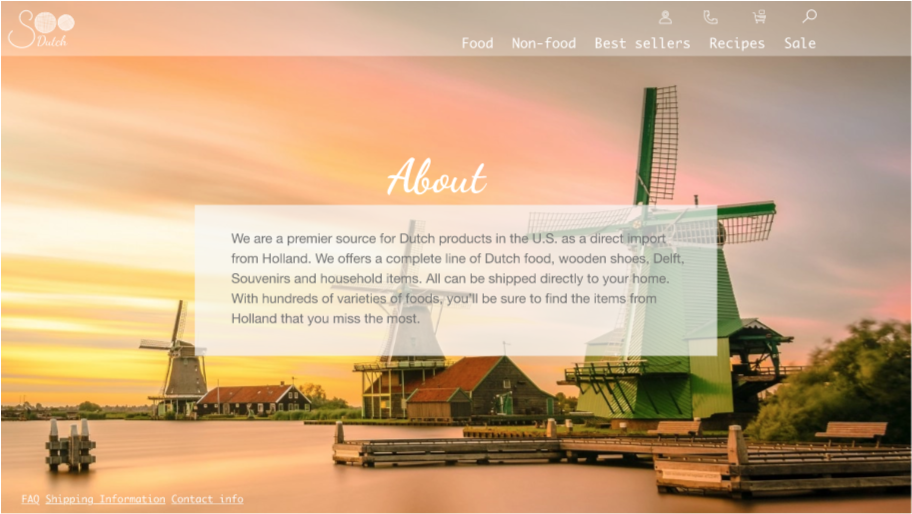 Soo
Dutch
Food Non-food Best sellers Recipes Sale
About
We are a premier source for Dutch products in the U.S. as a direct import
from Holland. We offers a complete line of Dutch food, wooden shoes, Delft,
Souvenirs and household items. All can be shipped directly to your home.
With hundreds of varieties of foods, you'll be sure to find the items from
Holland that you miss the most.
FAQ Shipping Information Contact info